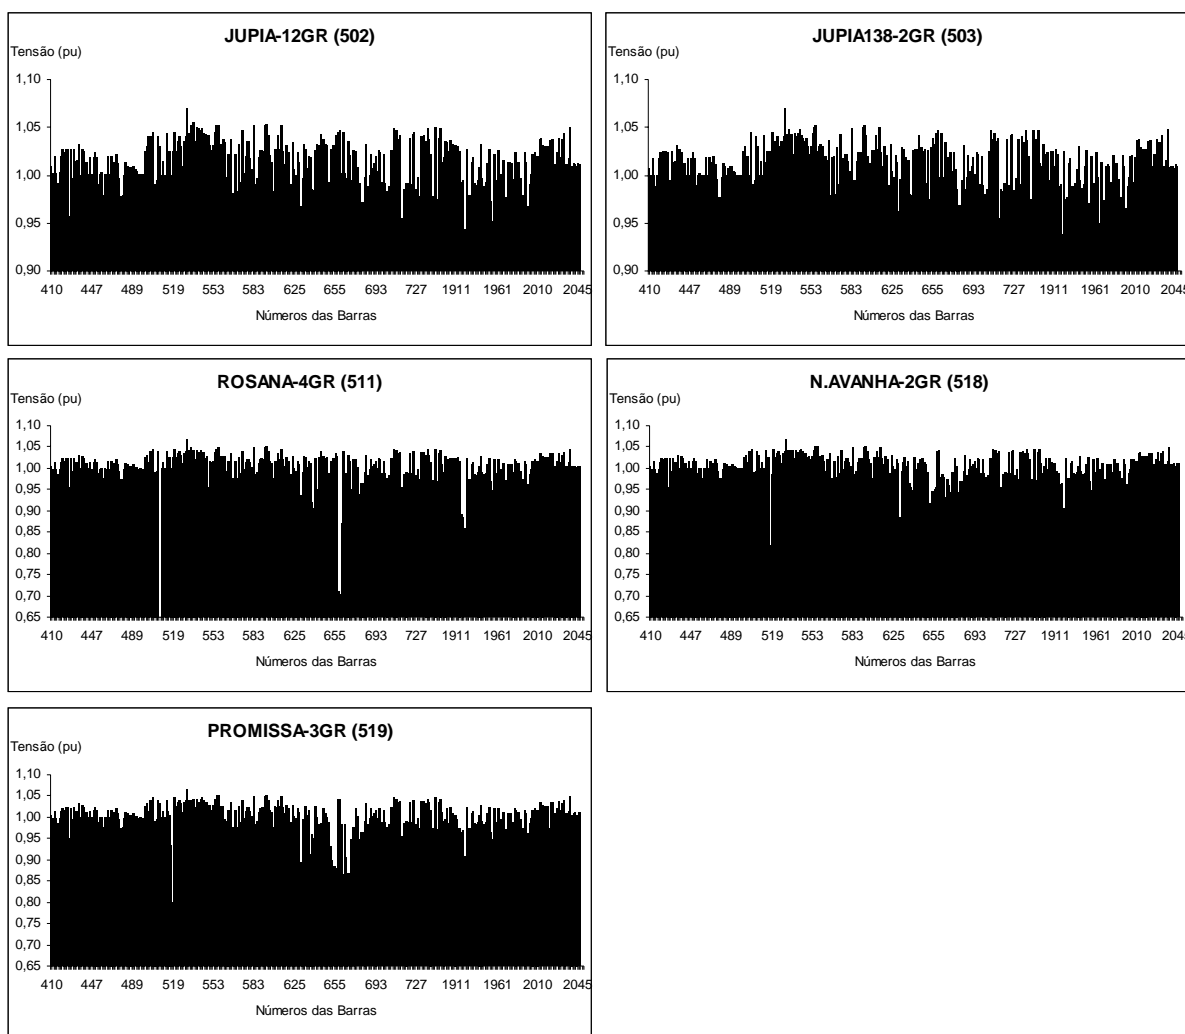 JUPIA-12GR (502)
Tensão (pu)
1,10
1,05
1,00
0,95
0,90
410 447 489 519 553 583 625 655 693 727 1911 1961 2010 2045
Números das Barras
JUPIA138-2GR (503)
Tensão (pu)
1,10
1,05
1,00
0,95
0,90
410 447 489 519 553 583 625 655 693 727 1911 1961 2010 2045
Números das Barras
ROSANA-4GR (511)
Tensão (pu)
1,10
1,05
1,00
0,95
0,90
0,85
0,80
0,75
0,70
0,65
410 447 489 519 553 583 625 655 693 727 1911 1961 2010 2045
Números das Barras
N.AVANHA-2GR (518)
Tensão (pu)
1,10
1,05
1,00
0,95
0,90
0,85
0,80
0,75
0,70
0,65
410 447 489 519 553 583 625 655 693 727 1911 1961 2010 2045
Números das Barras
PROMISSA-3GR (519)
Tensão (pu)
1,10
1,05
1,00
0,95
0,90
0,85
0,80
0,75
0,70
0,65
410 447 489 519 553 583 625 655 693 727 1911 1961 2010 2045
Números das Barras